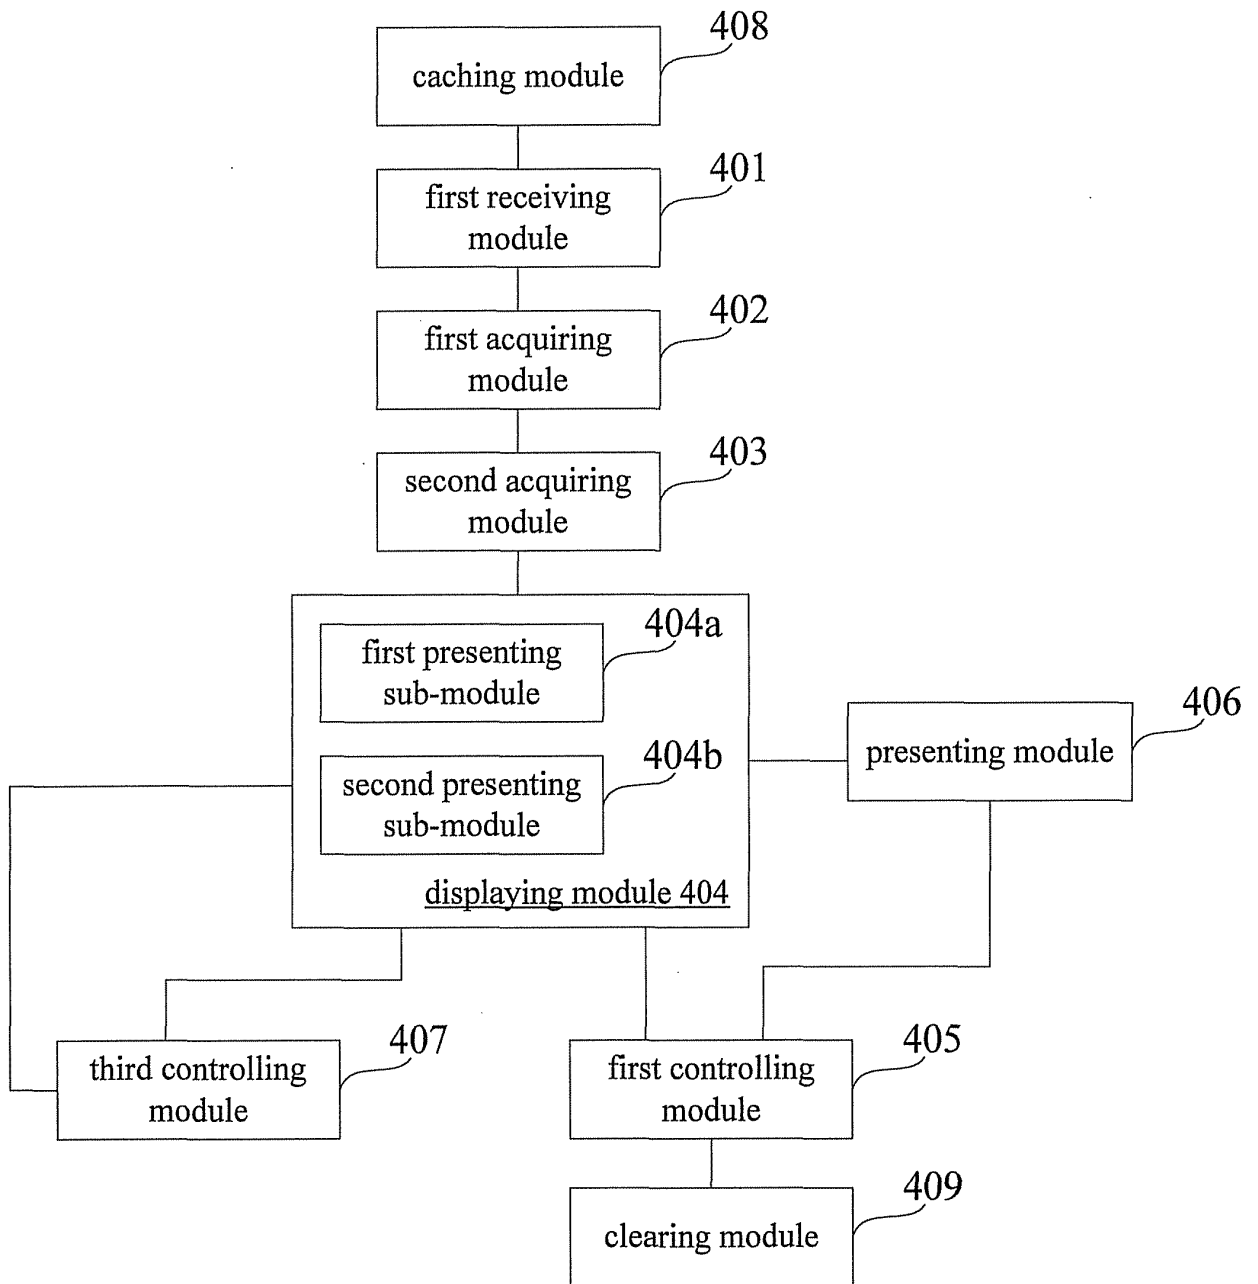 408
caching module
401
first receiving
module
402
first acquiring
module
403
second acquiring
module
404a
first presenting
sub-module
406
presenting module
404b
second presenting
sub-module
displaying module 404
407
third controlling
module
405
first controlling
module
409
clearing module